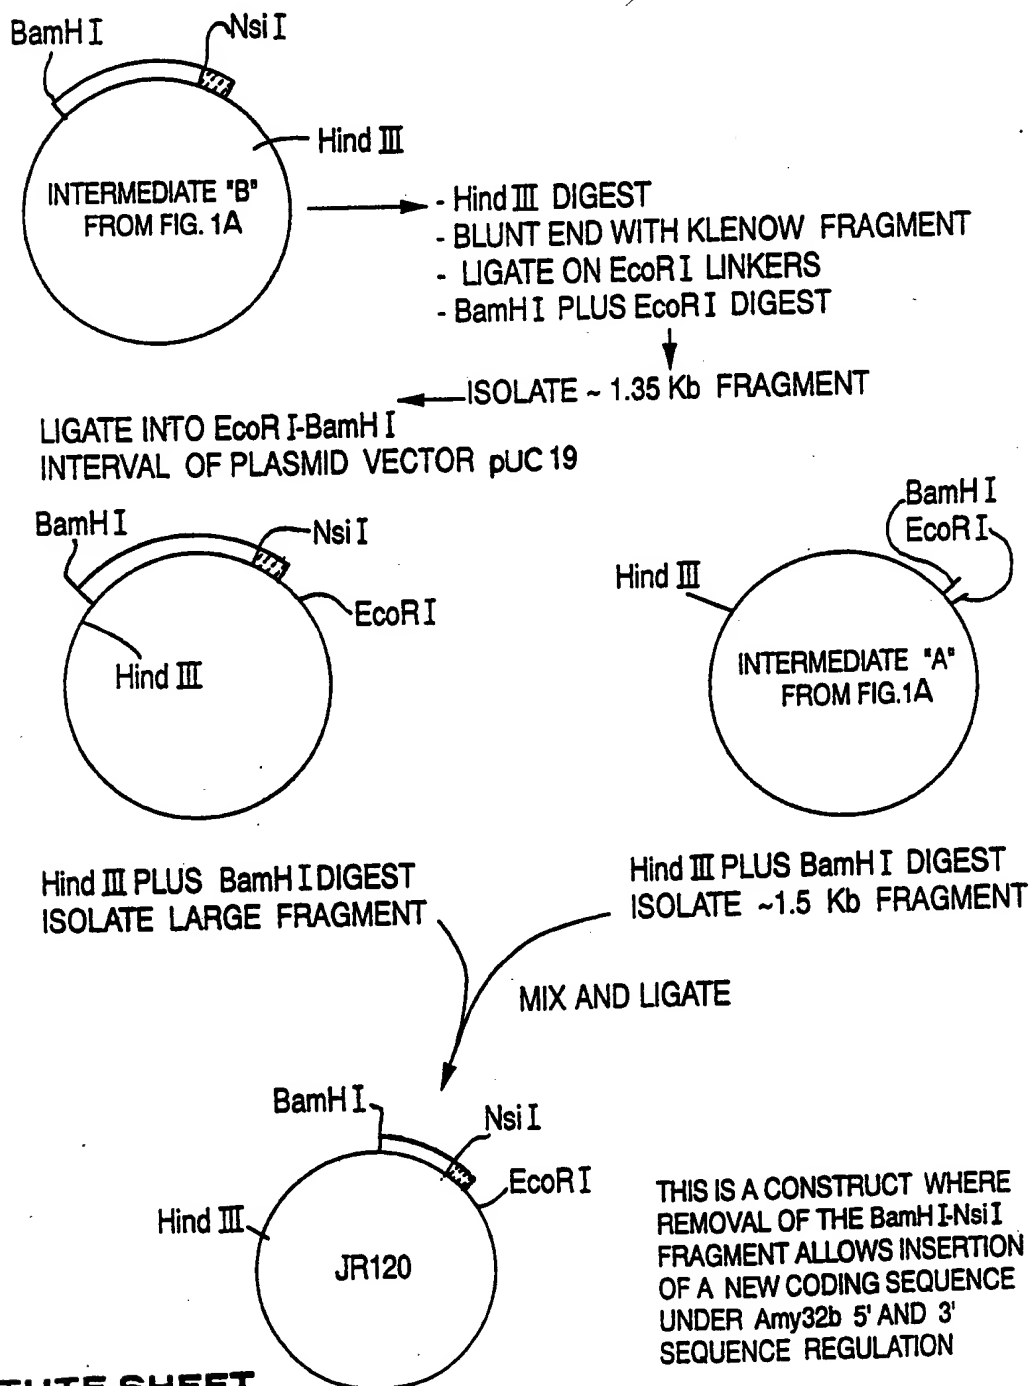 BamH I
Nsi I
Hind III
INTERMEDIATE "B"
FROM FIG. 1A
- Hind III DIGEST
- BLUNT END WITH KLENOW FRAGMENT
- LIGATE ON EcoR I LINKERS
- BamH I PLUS EcoR I DIGEST
ISOLATE ~ 1.35 Kb FRAGMENT
LIGATE INTO EcoR I-BamH I
INTERVAL OF PLASMID VECTOR pUC 19
BamH I
Nsi I
EcoR I
Hind III
BamH I
EcoR I
Hind III
INTERMEDIATE "A"
FROM FIG.1A
Hind III PLUS BamH I DIGEST
ISOLATE LARGE FRAGMENT
Hind III PLUS BamH I DIGEST
ISOLATE ~1.5 Kb FRAGMENT
MIX AND LIGATE
BamH I
Nsi I
EcoR I
Hind III
JR120
THIS IS A CONSTRUCT WHERE
REMOVAL OF THE BamH I-Nsi I
FRAGMENT ALLOWS INSERTION
OF A NEW CODING SEQUENCE
UNDER Amy32b 5' AND 3'
SEQUENCE REGULATION
SHEET